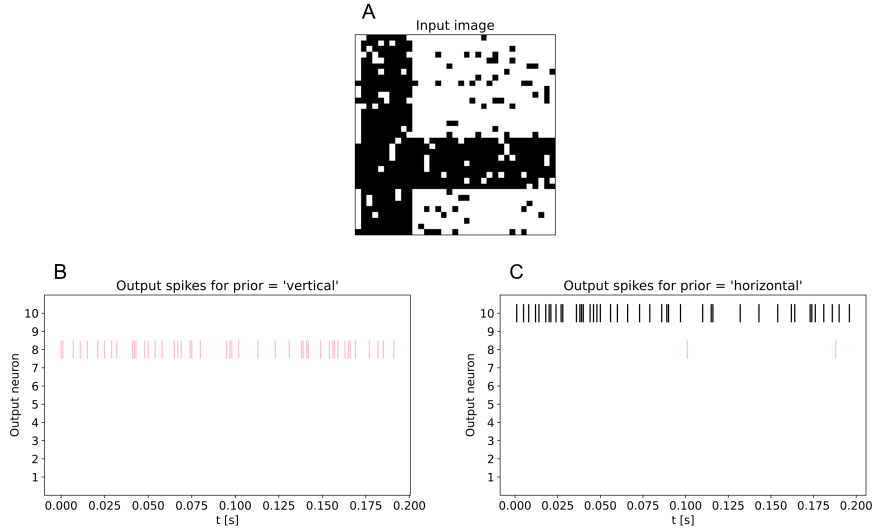 A
Input image
B
Output spikes for prior = 'vertical'
Output neuron
10
9
8
7
6
5
4
3
2
1
0.000 0.025 0.050 0.075 0.100 0.125 0.150 0.175 0.200
t [s]
C
Output spikes for prior = 'horizontal'
Output neuron
10
9
8
7
6
5
4
3
2
1
0.000 0.025 0.050 0.075 0.100 0.125 0.150 0.175 0.200
t [s]